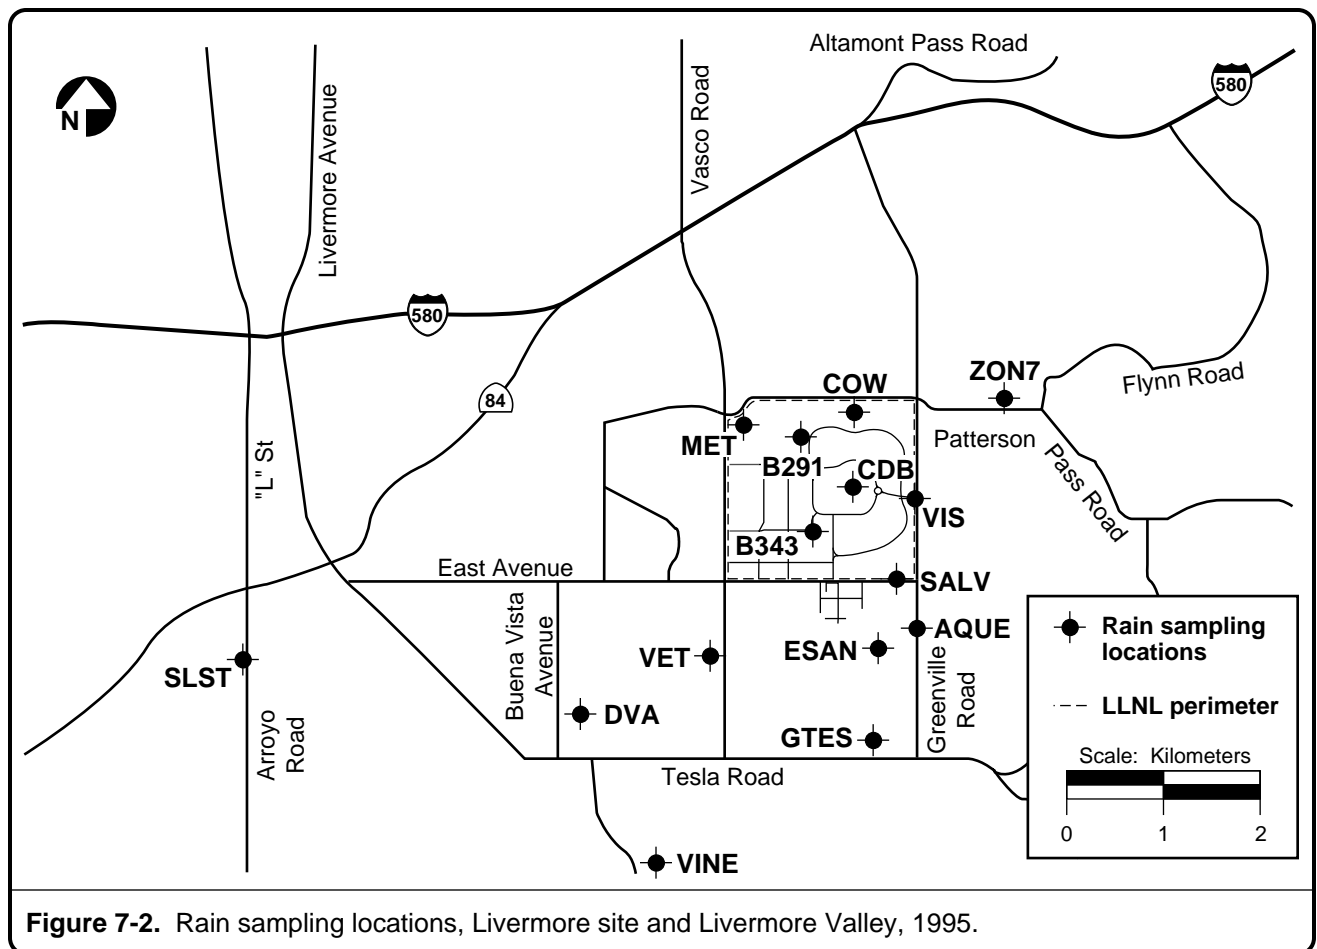 Altamont Pass Road
580
N
Livermore Avenue
Vasco Road
580
ZON7
COW
Flynn Road
84
MET
Patterson
"L" St
B291
CDB
Pass Road
VIS
B343
East Avenue
SALV
Buena Vista
Avenue
AQUE
Rain sampling
locations
ESAN
VET
SLST
Greenville
Road
LLNL perimeter
DVA
GTES
Arroyo
Road
Scale: Kilometers
Tesla Road
0 1 2
VINE
Figure 7-2. Rain sampling locations, Livermore site and Livermore Valley, 1995.